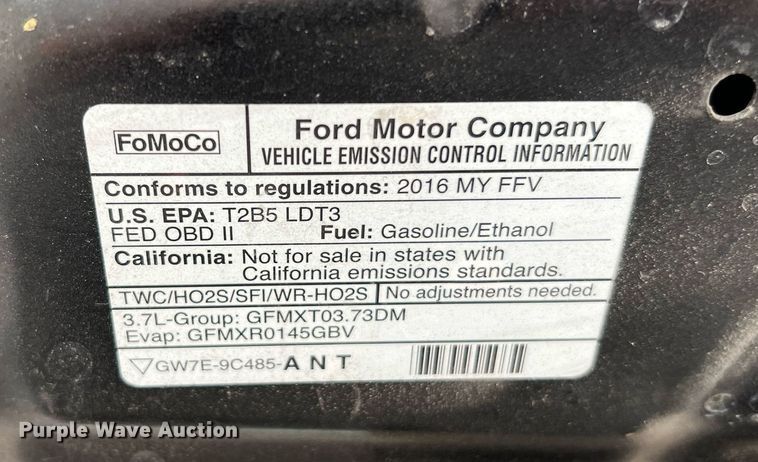 FoMoCo
Ford Motor Company
VEHICLE EMISSION CONTROL INFORMATION
Conforms to regulations: 2016 MY FFV
U.S. EPA: T2B5 LDT3
FED OBD II Fuel: Gasoline/Ethanol
California: Not for sale in states with
California emissions standards.
TWC/HO2S/SFI/WR-HO2S No adjustments needed.
3.7L-Group: GFMXT03.73DM
Evap: GFMXR0145GBV
GW7E-9C485-A N T
Purple Wave Auction